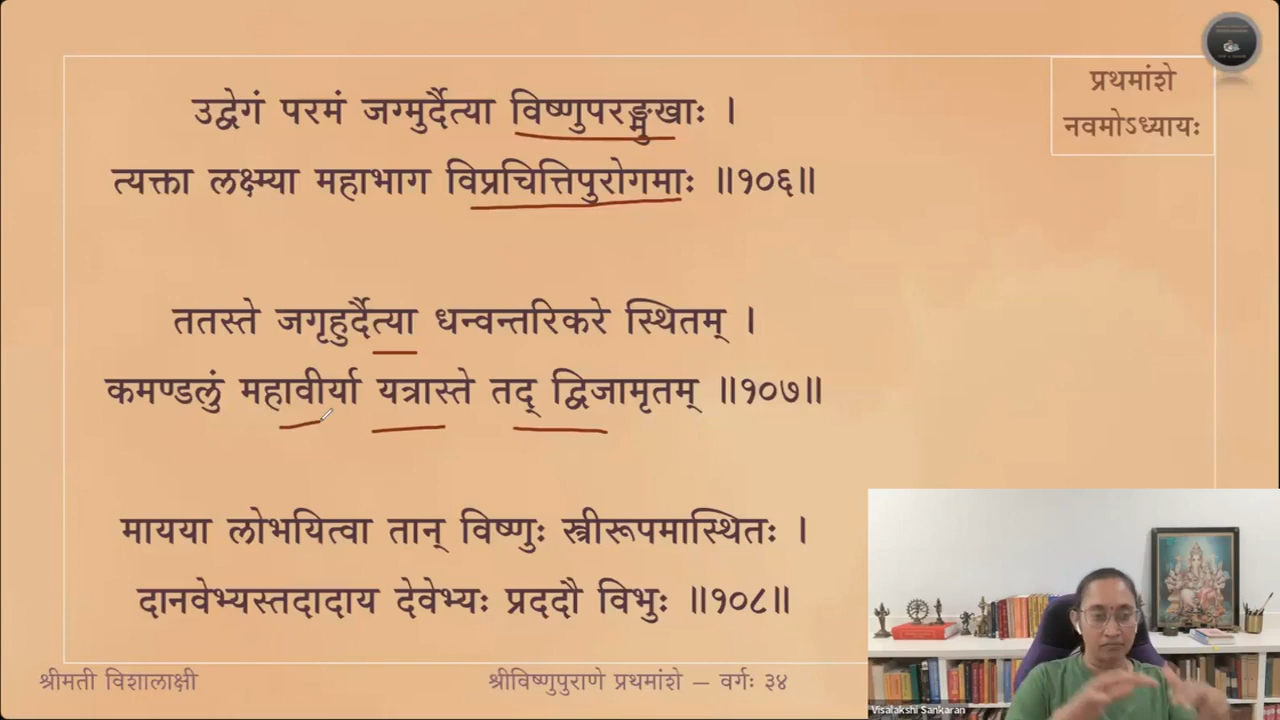 प्रथमांशे
नवमोऽध्यायः
उद्वेगं परमं जग्मुर्दैत्या विष्णुपराङ्मुखाः ।
त्यक्ता लक्ष्म्या महाभाग विप्रचित्तिपुरोगमाः ॥१०६॥
ततस्ते जगृहुर्दैत्या धन्वन्तरिकरे स्थितम् ।
कमण्डलुं महावीर्या यत्रास्ते तद् द्विजामृतम् ॥१०७॥
मायया लोभयित्वा तान् विष्णुः स्त्रीरूपमास्थितः ।
दानवेभ्यस्तदादाय देवेभ्यः प्रददौ विभुः ॥१०८॥
श्रीमती विशालाक्षी
श्रीविष्णुपुराणे प्रथमांशे – वर्गः ३४
Visalakshi Sankaran